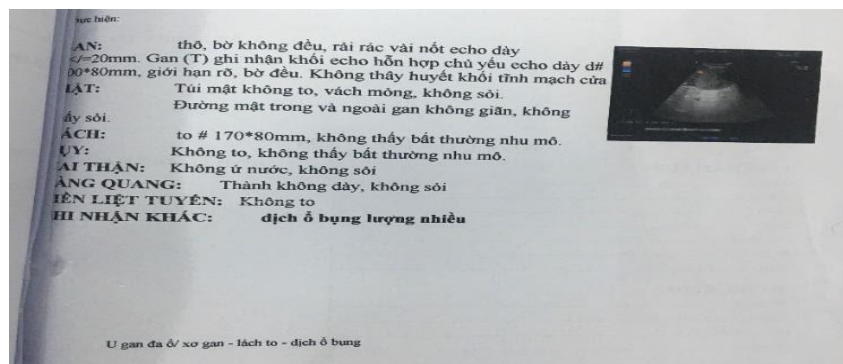 hực hiện:
AN: thô, bờ không đều, rải rác vài nốt echo dày
</=20mm. Gan (T) ghi nhận khối echo hỗn hợp chủ yếu echo dày d#
00*80mm, giới hạn rõ, bờ đều. Không thấy huyết khối tĩnh mạch cửa
ẬT: Túi mật không to, vách mỏng, không sỏi.
Đường mật trong và ngoài gan không giãn, không
ấy sỏi.
ÁCH: to # 170*80mm, không thấy bất thường nhu mô.
ỤY: Không to, không thấy bất thường nhu mô.
AI THẬN: Không ứ nước, không sỏi
ÀNG QUANG: Thành không dày, không sỏi
IỀN LIỆT TUYẾN: Không to
HI NHẬN KHÁC: dịch ổ bụng lượng nhiều
U gan đa ổ/ xơ gan - lách to - dịch ổ bụng